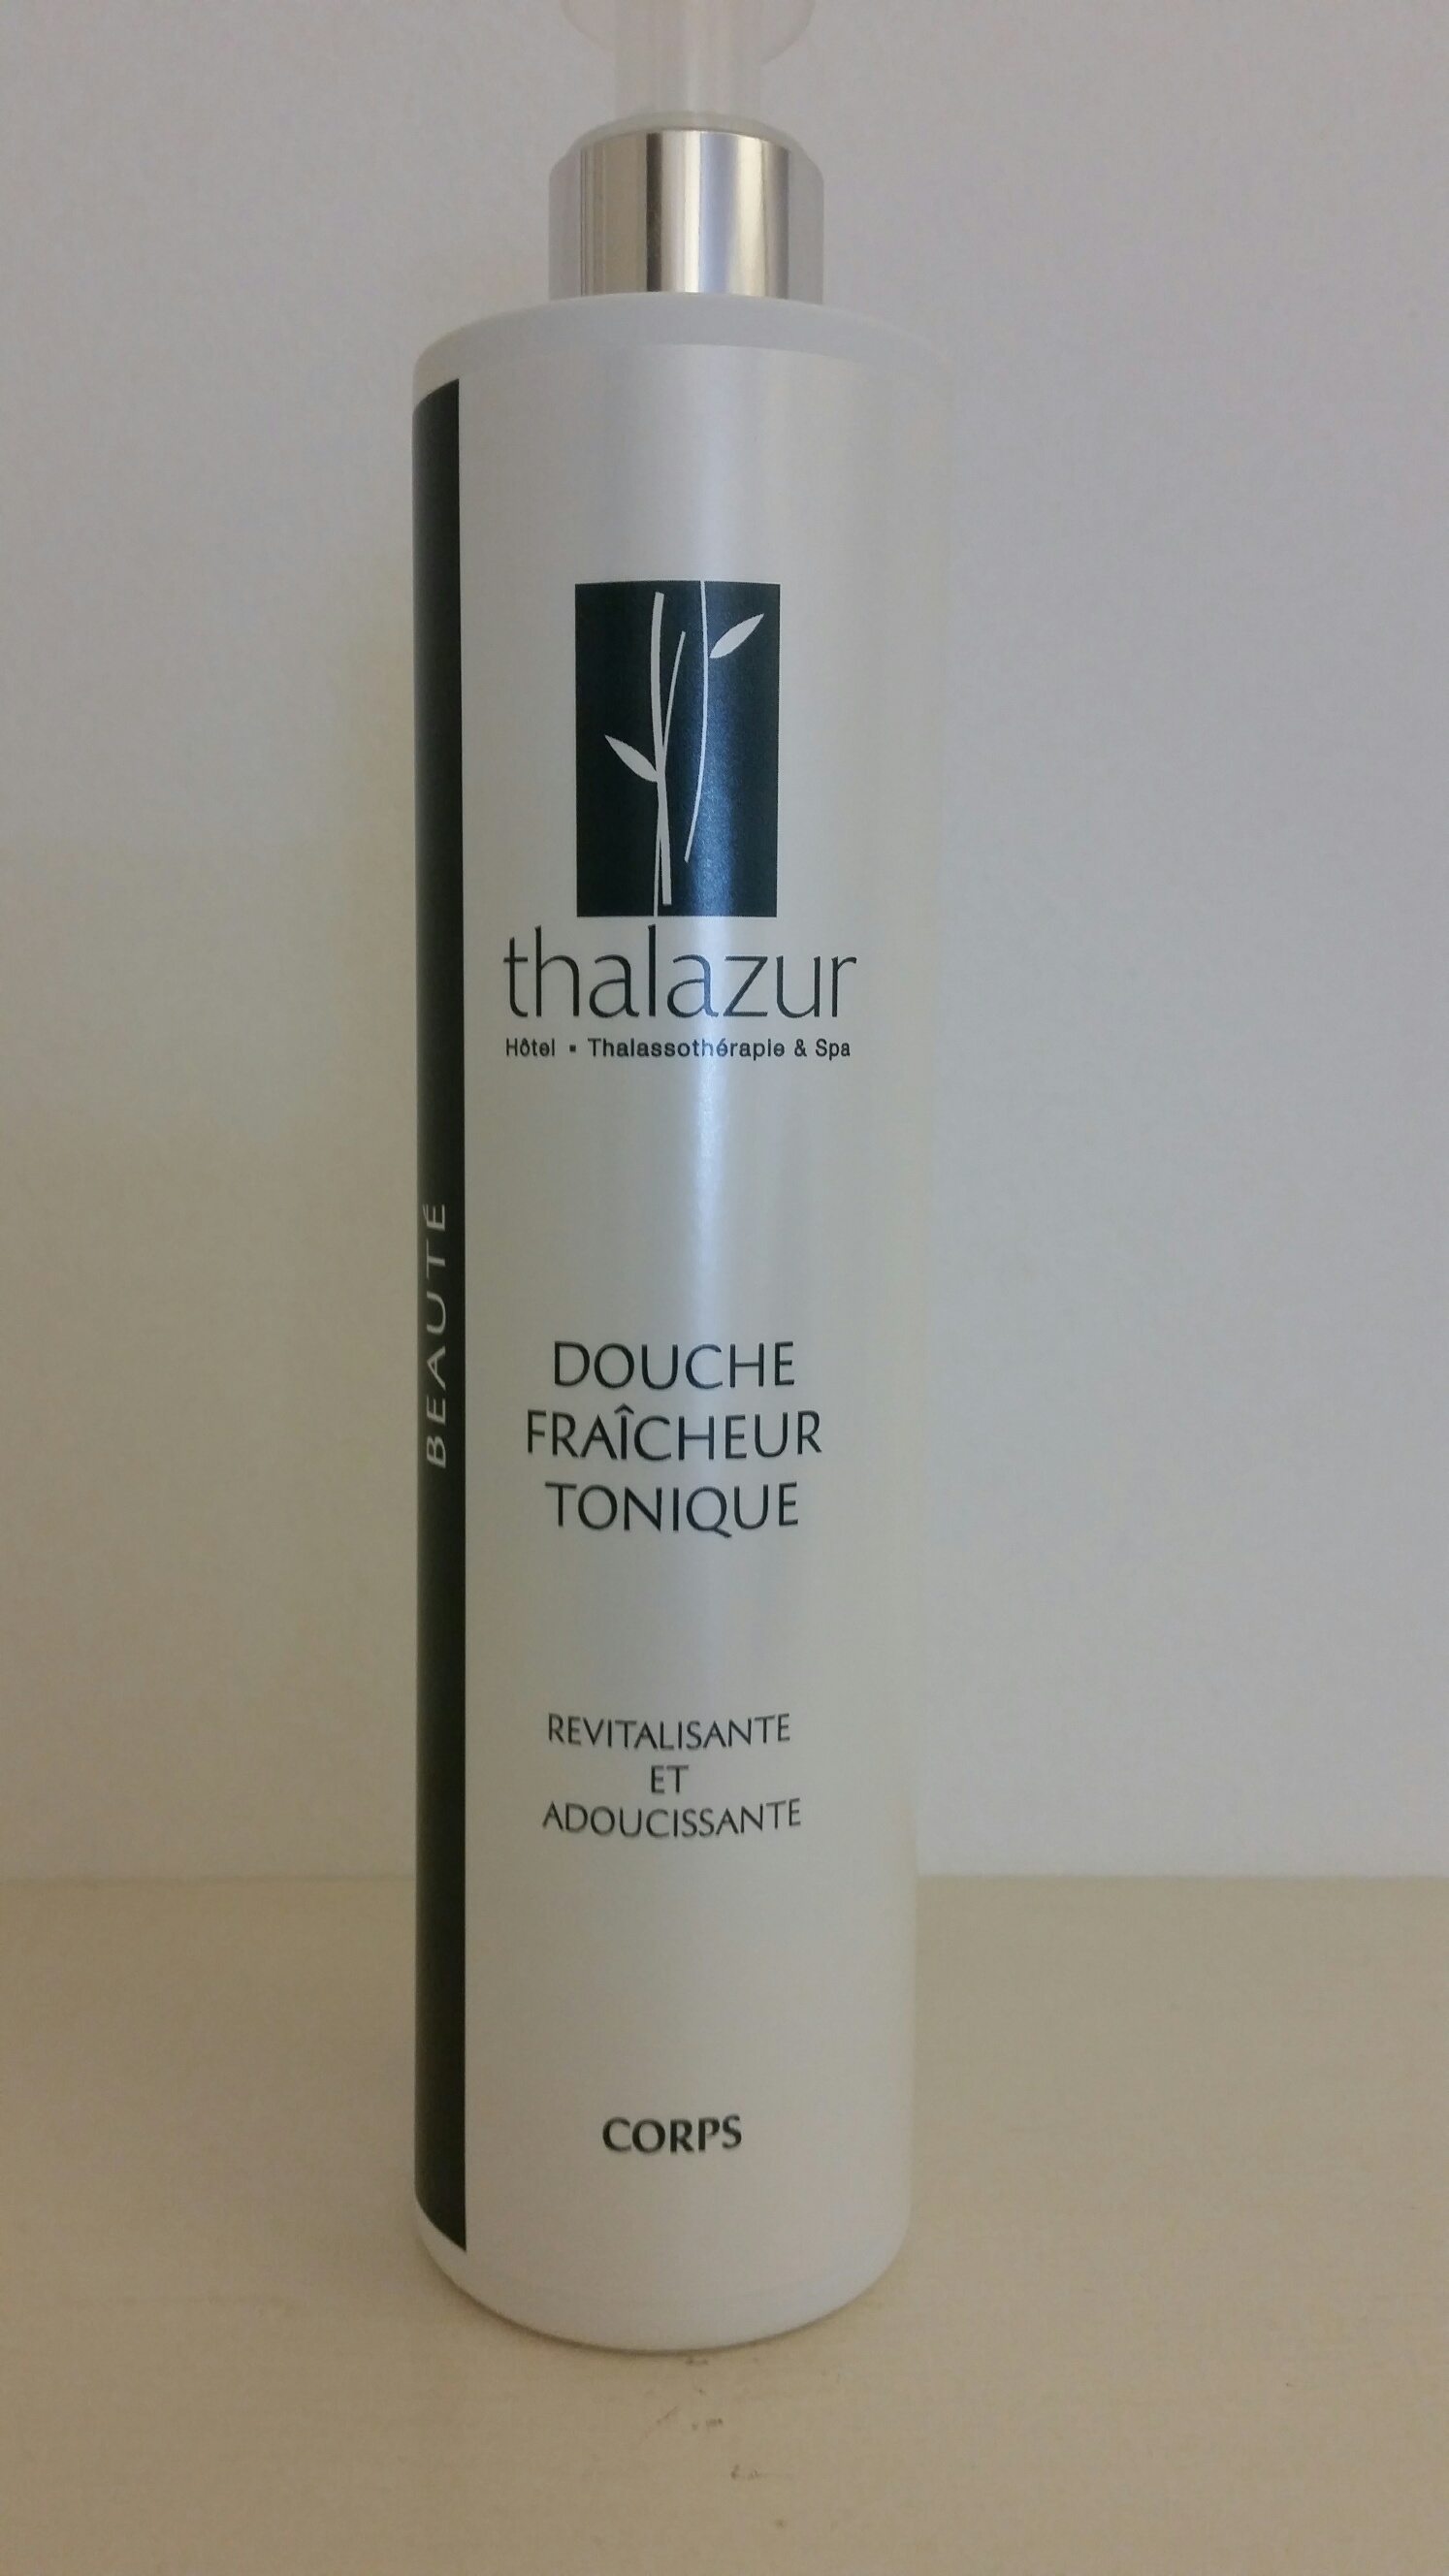 thalazur
Hôtel ▪ Thalassothérapie & Spa
BEAUTÉ
DOUCHE
FRAÎCHEUR
TONIQUE
REVITALISANTE
ET
ADOUCISSANTE
CORPS